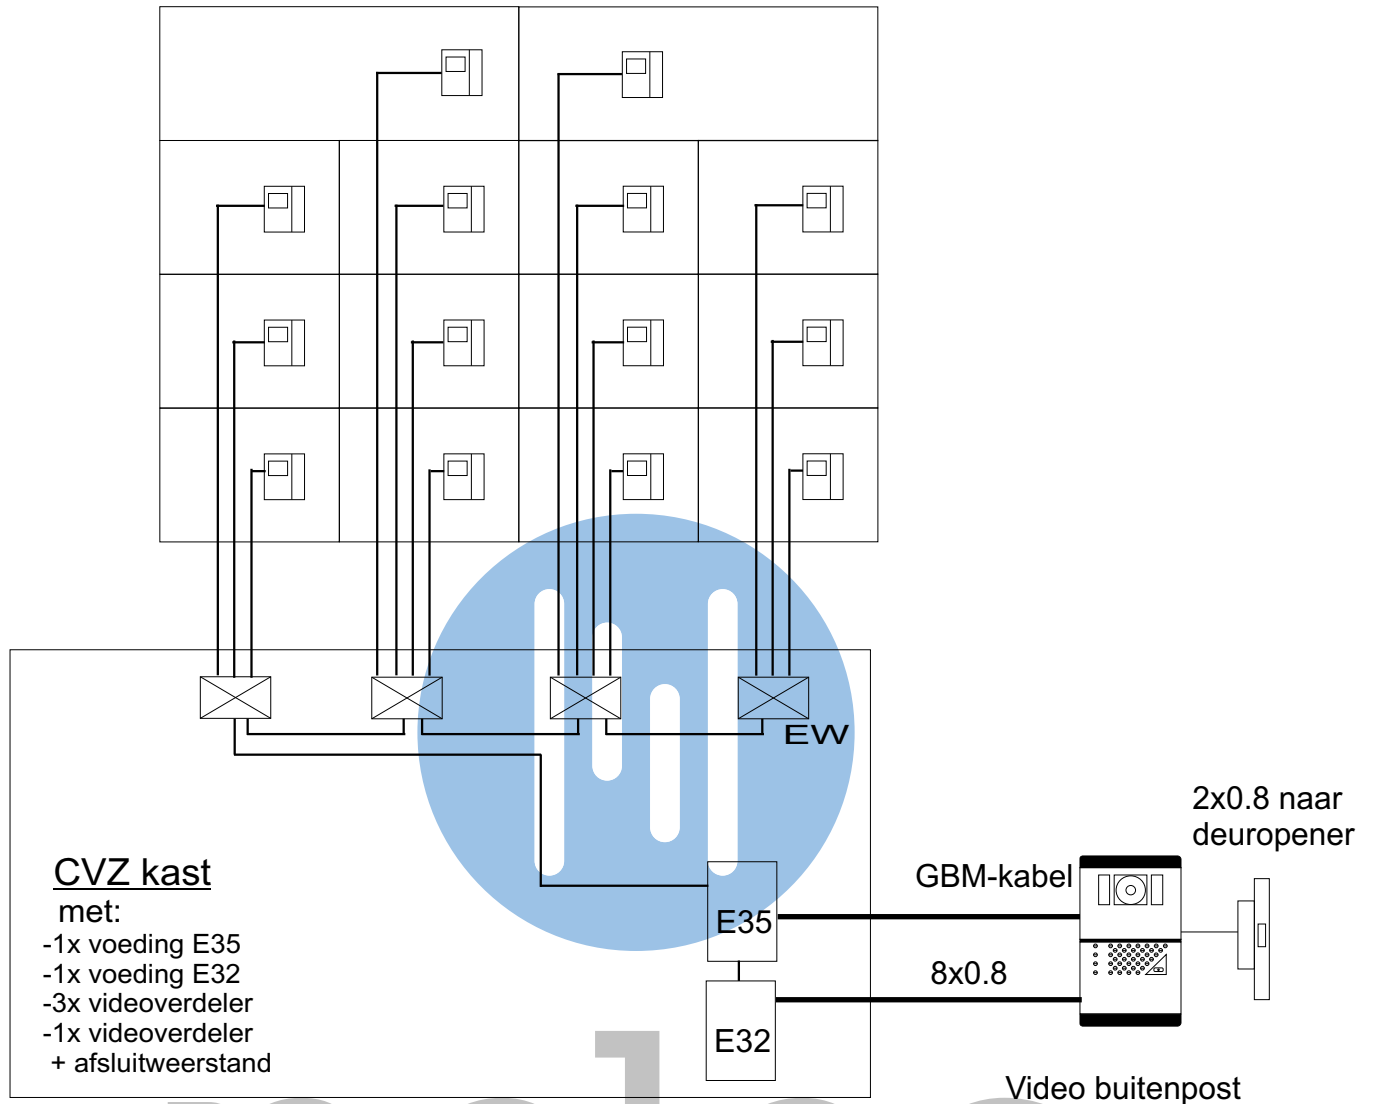 EW
2x0.8 naar
deuropener
CVZ kast
met:
-1x voeding E35
-1x voeding E32
-3x videoverdeler
-1x videoverdeler
+ afsluitweerstand
GBM-kabel
E35
8x0.8
E32
Video buitenpost